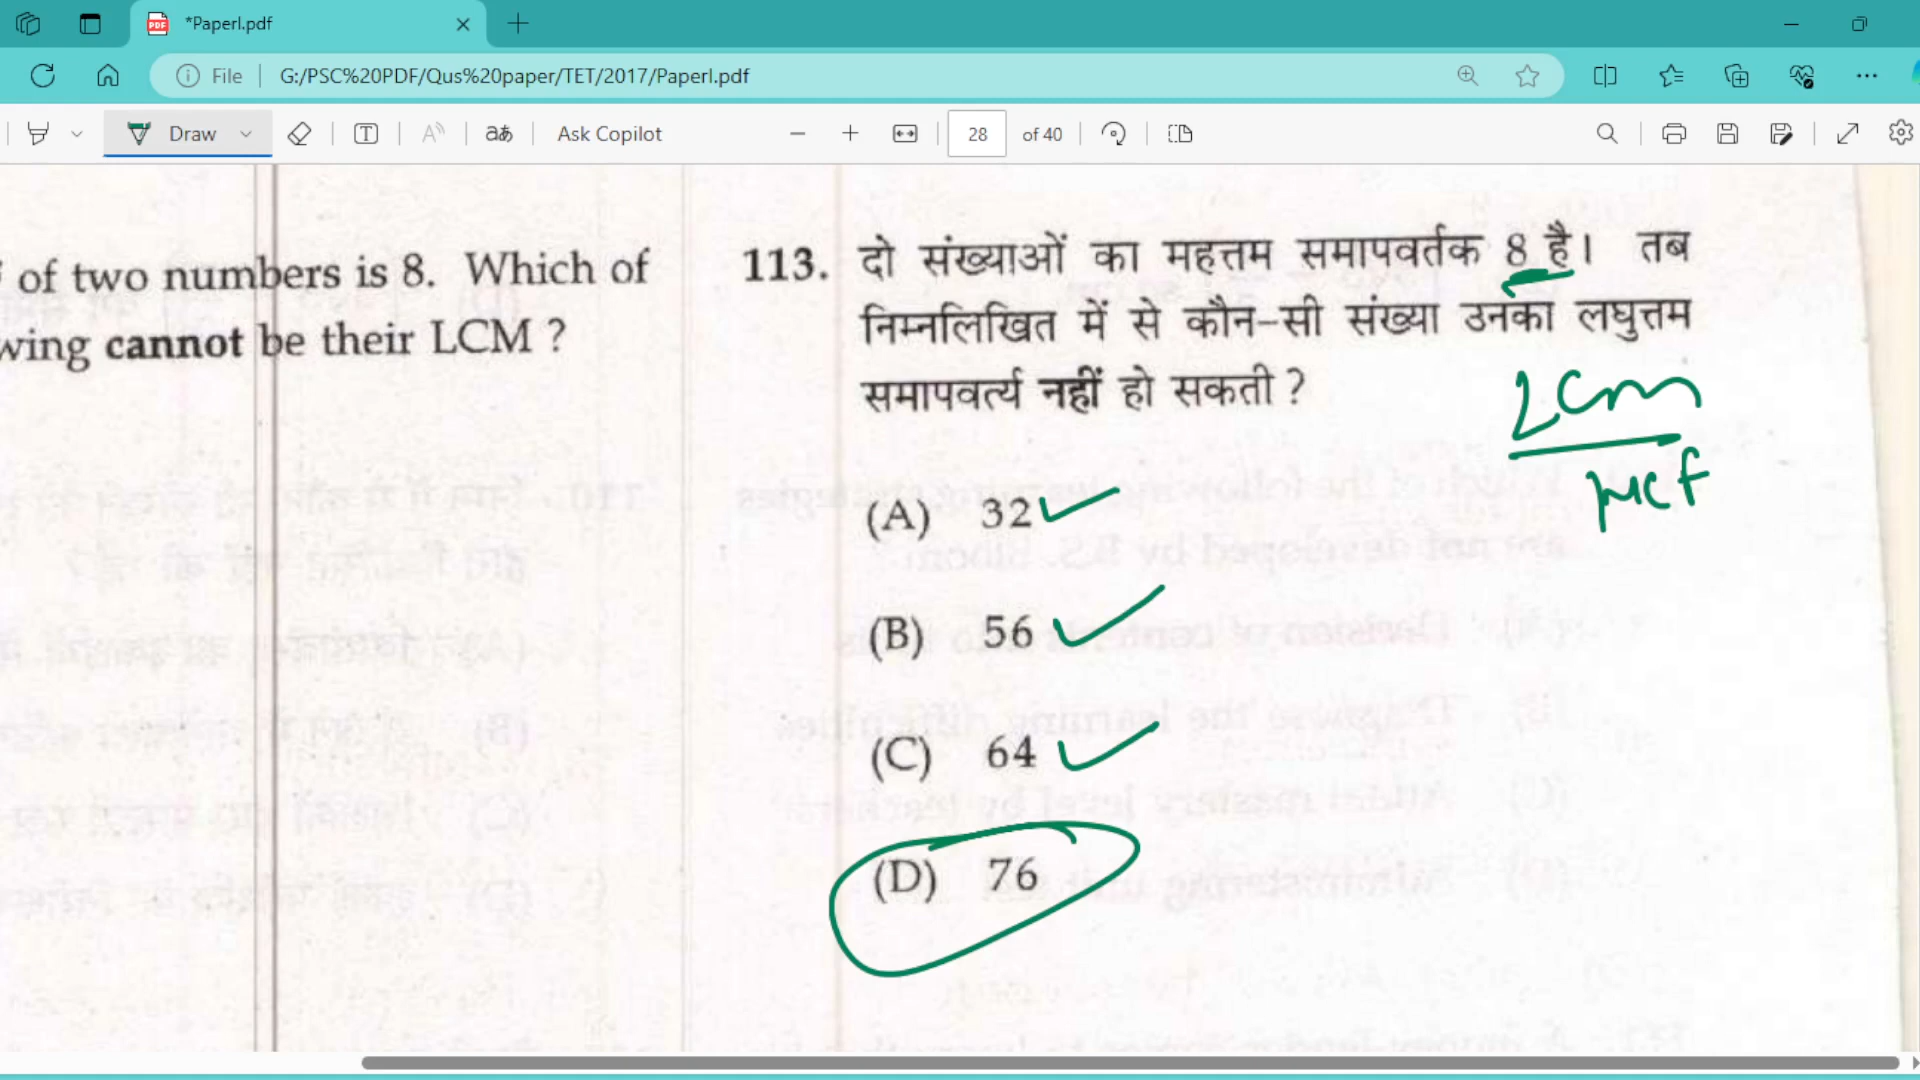 *PaperI.pdf
File
G:/PSC%20PDF/Qus%20paper/TET/2017/PaperI.pdf
Draw
Ask Copilot
28
of 40
of two numbers is 8. Which of
wing cannot be their LCM ?
113. दो संख्याओं का महत्तम समापवर्तक 8 है। तब
निम्नलिखित में से कौन-सी संख्या उनका लघुत्तम
समापवर्त्य नहीं हो सकती ?
LCM
HCF
(A) 32
(B) 56
(C) 64
(D) 76